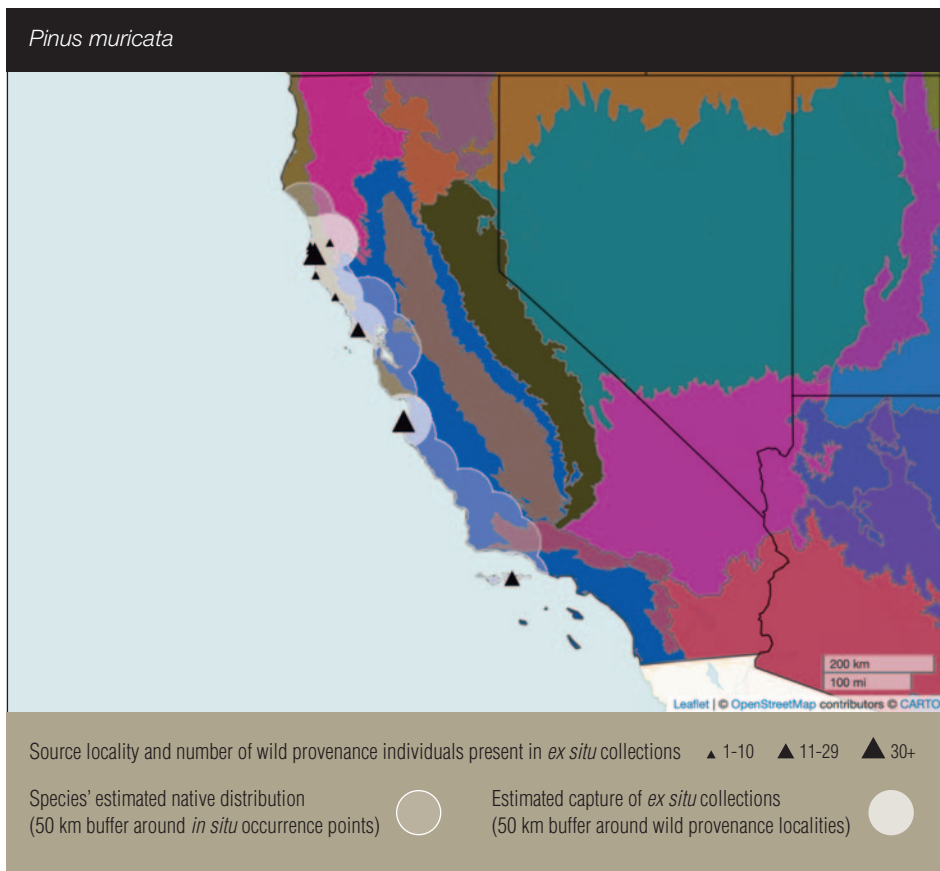 Pinus muricata
200 km
100 mi
Leaflet | © OpenStreetMap contributors © CARTO
Source locality and number of wild provenance individuals present in ex situ collections ▲ 1-10 ▲ 11-29 ▲ 30+
Species’ estimated native distribution
(50 km buffer around in situ occurrence points)
Estimated capture of ex situ collections
(50 km buffer around wild provenance localities)